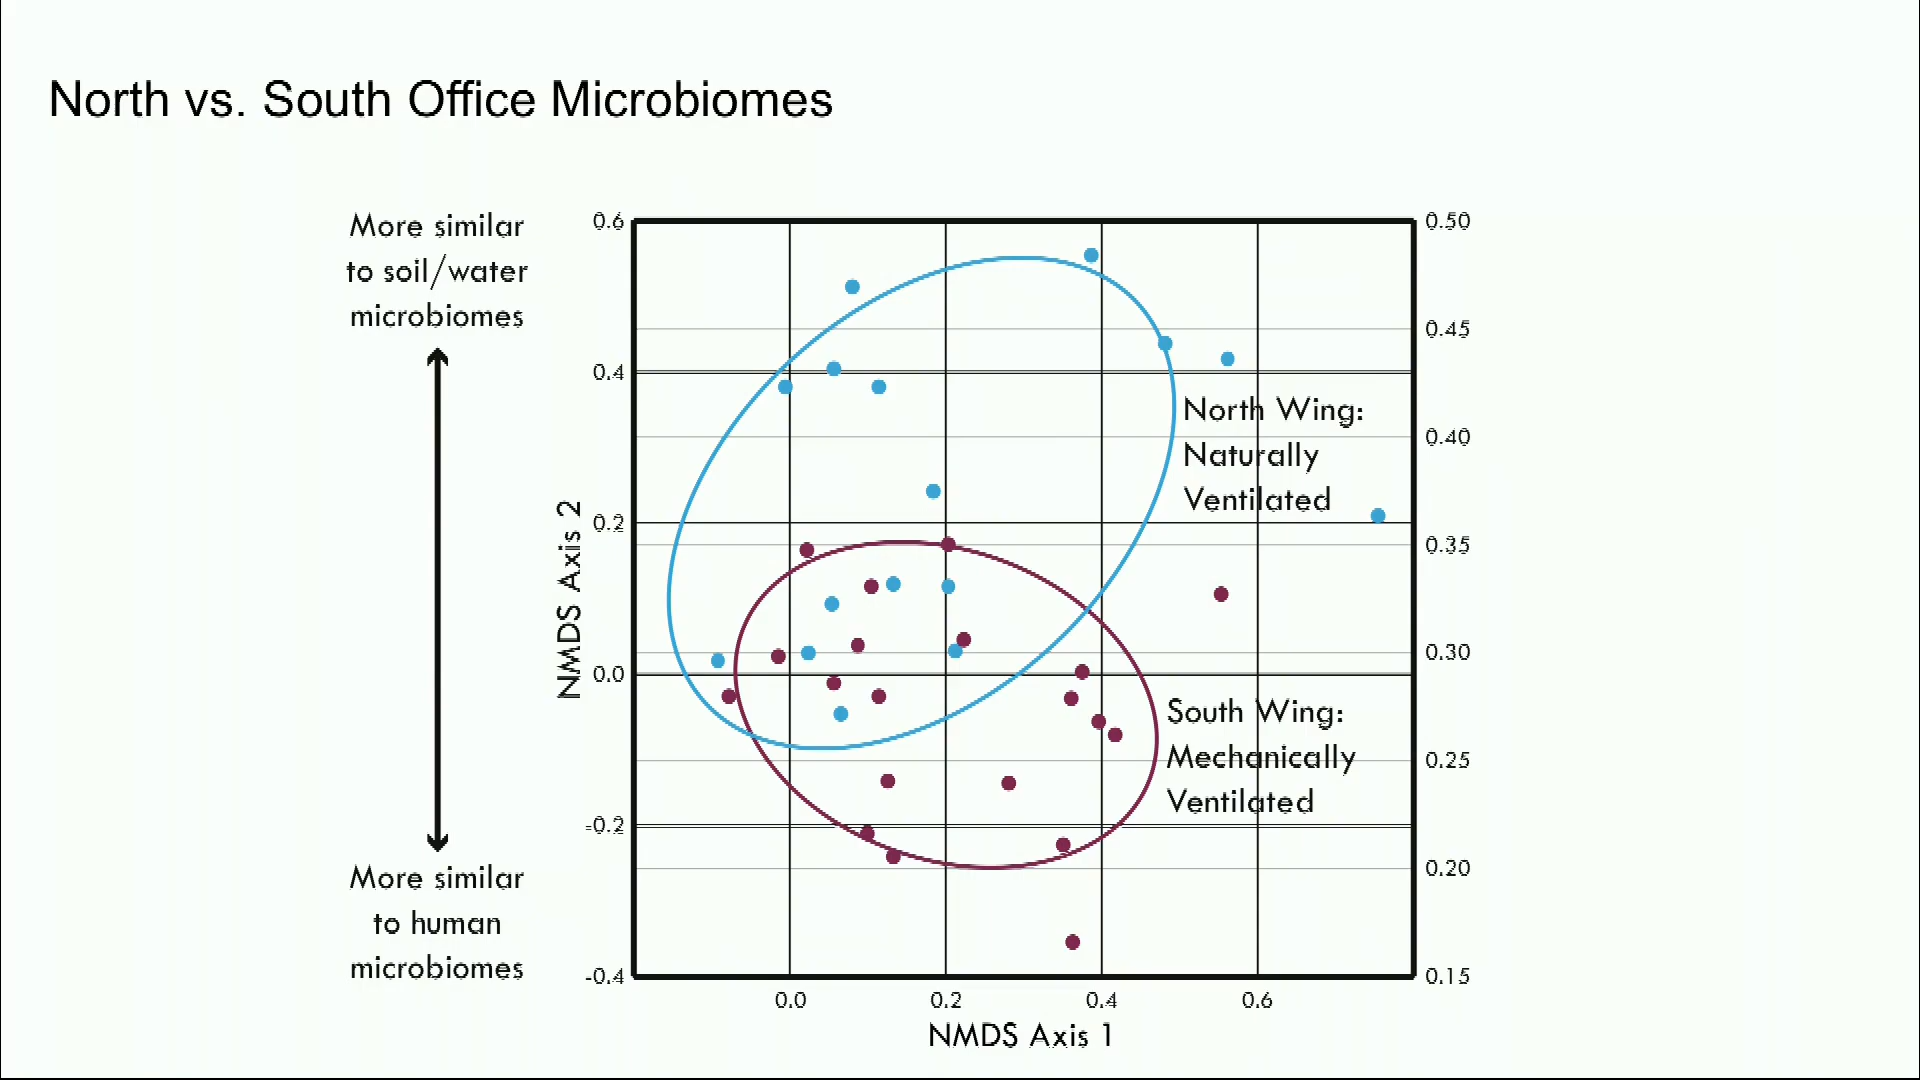 North vs. South Office Microbiomes
More similar
to soil/water
microbiomes
More similar
to human
microbiomes
NMDS Axis 2
0.6
0.4
0.2
0.0
-0.2
-0.4
North Wing:
Naturally
Ventilated
South Wing:
Mechanically
Ventilated
0.50
0.45
0.40
0.35
0.30
0.25
0.20
0.15
0.0 0.2 0.4 0.6
NMDS Axis 1